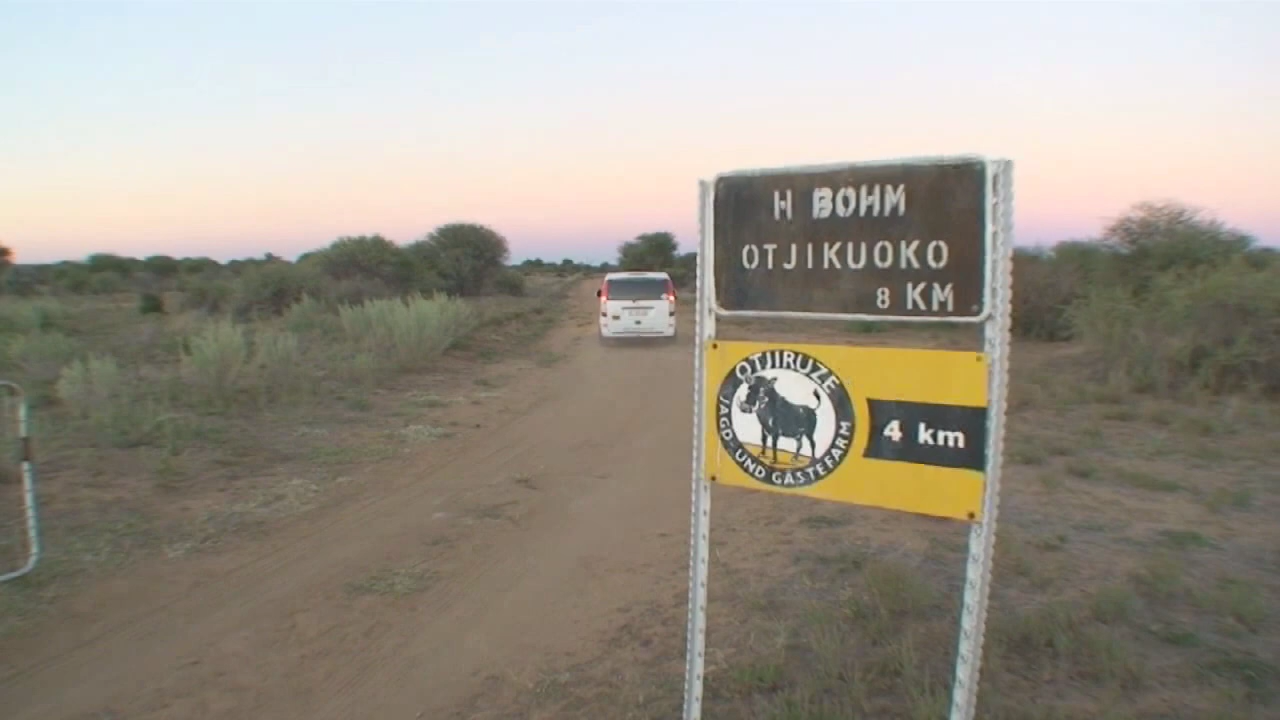 H BOHM
OTJIKUOKO
8 KM
OTJIRUZE
JAGD- UND GÄSTEFARM
4 km